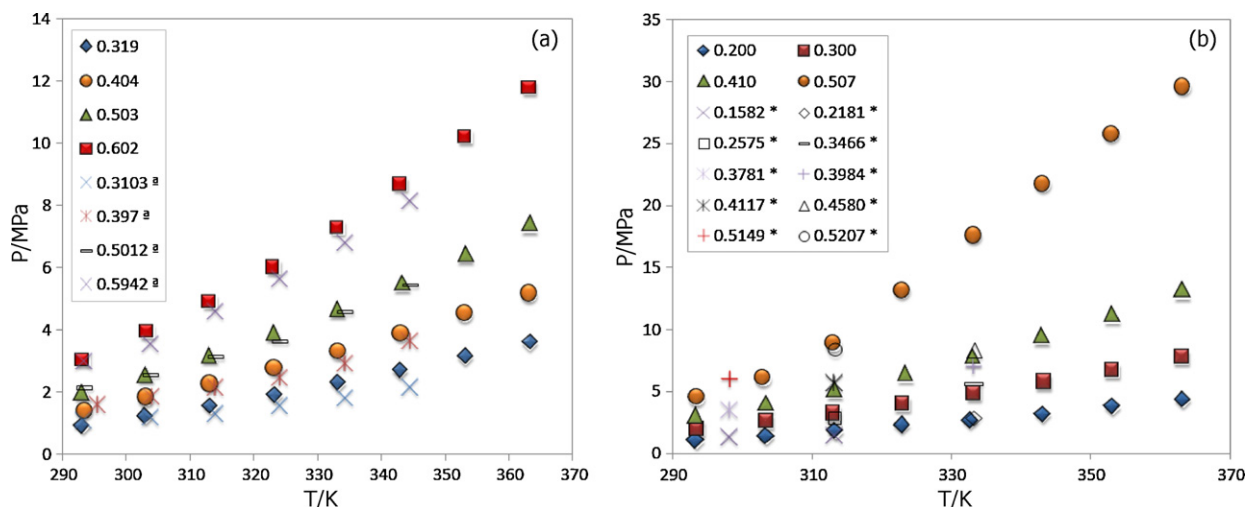 14
12
10
8
6
4
2
0
P/MPa
(a)
0.319
0.404
0.503
0.602
0.3103 ª
0.397 ª
0.5012 ª
0.5942 ª
290 300 310 320 330 340 350 360 370
T/K
35
30
25
20
15
10
5
0
P/MPa
(b)
0.200 0.300
0.410 0.507
0.1582 * 0.2181 *
0.2575 * 0.3466 *
0.3781 * 0.3984 *
0.4117 * 0.4580 *
0.5149 * 0.5207 *
290 310 330 350 370
T/K